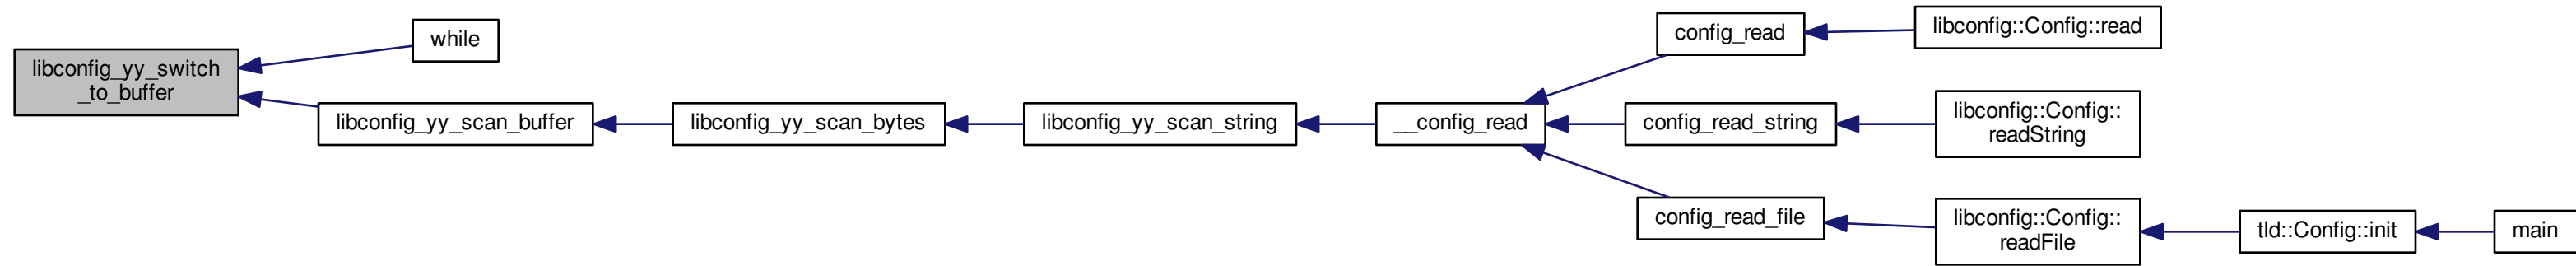 libconfig_yy_switch
_to_buffer
while
libconfig_yy_scan_buffer
libconfig_yy_scan_bytes
libconfig_yy_scan_string
__config_read
config_read
libconfig::Config::read
config_read_string
libconfig::Config::
readString
config_read_file
libconfig::Config::
readFile
tld::Config::init
main